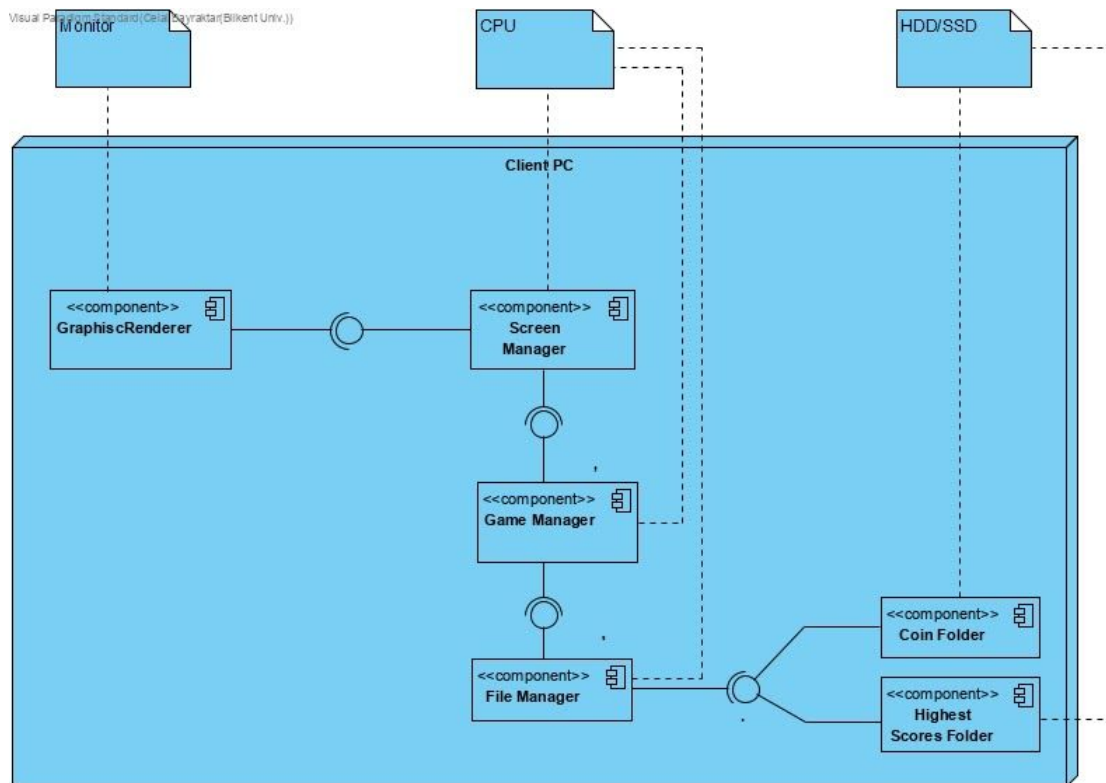 Visual Paradigm Standard(Celal Bayraktar(Bilkent Univ.))
Monitor
CPU
HDD/SSD
Client PC
<<component>>
GraphiscRenderer
<<component>>
Screen
Manager
<<component>>
Game Manager
<<component>>
File Manager
<<component>>
Coin Folder
<<component>>
Highest
Scores Folder